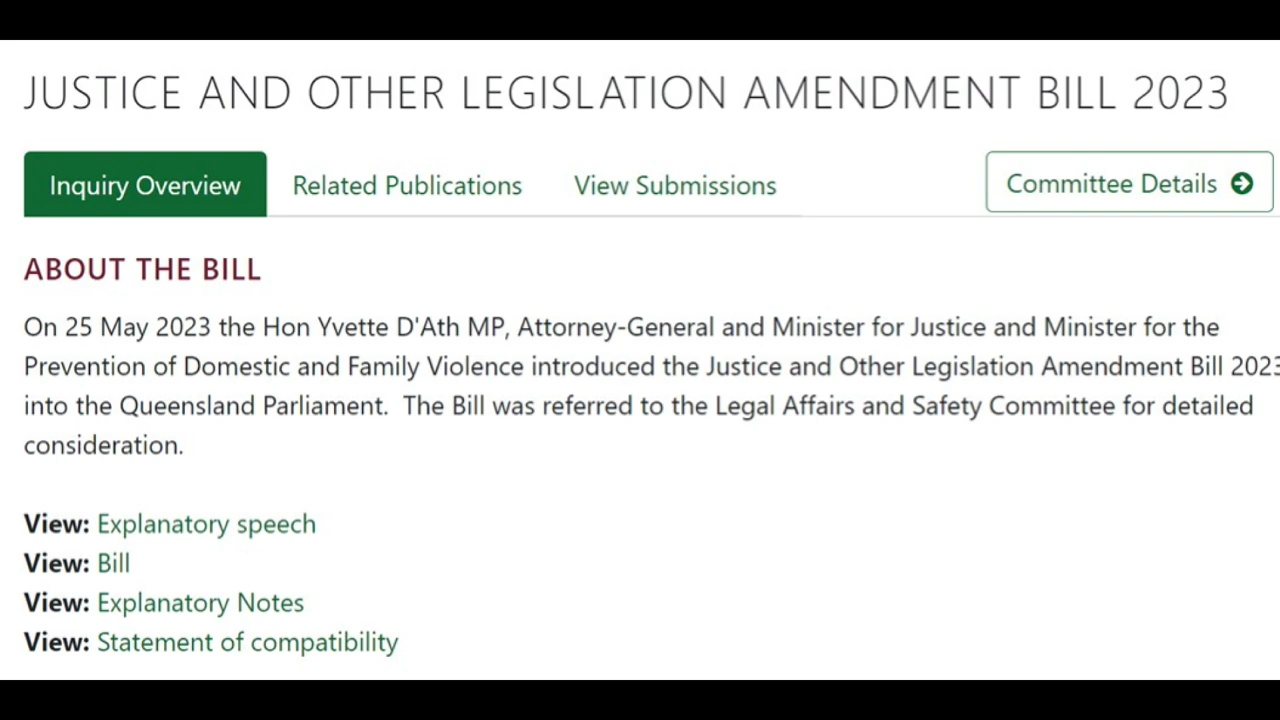 JUSTICE AND OTHER LEGISLATION AMENDMENT BILL 2023
Inquiry Overview
Related Publications
View Submissions
Committee Details
ABOUT THE BILL
On 25 May 2023 the Hon Yvette D'Ath MP, Attorney-General and Minister for Justice and Minister for the
Prevention of Domestic and Family Violence introduced the Justice and Other Legislation Amendment Bill 2023
into the Queensland Parliament.  The Bill was referred to the Legal Affairs and Safety Committee for detailed
consideration.
View: Explanatory speech
View: Bill
View: Explanatory Notes
View: Statement of compatibility